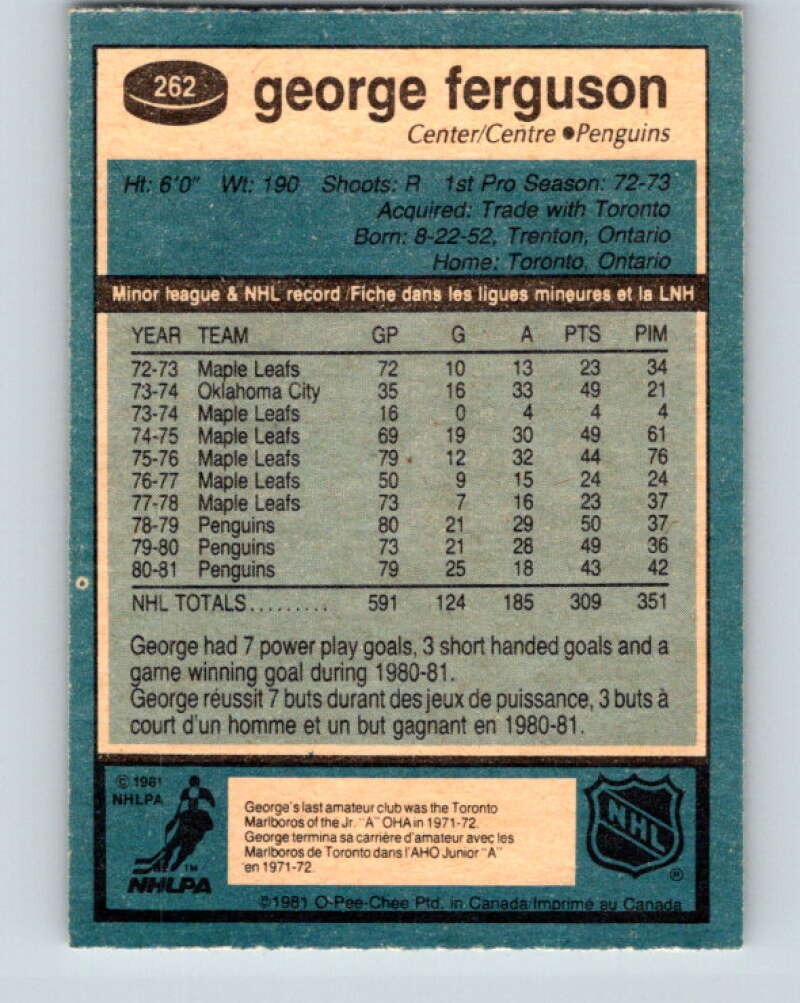 262
george ferguson
Center/Centre ●Penguins
Ht: 6'0" Wt: 190 Shoots: R 1st Pro Season: 72-73
Acquired: Trade with Toronto
Born: 8-22-52, Trenton, Ontario
Home: Toronto, Ontario
Minor league & NHL record/Fiche dans les ligues mineures et la LNH
YEAR TEAM GP G A PTS PIM
72-73 Maple Leafs 72 10 13 23 34
73-74 Oklahoma City 35 16 33 49 21
73-74 Maple Leafs 16 0 4 4 4
74-75 Maple Leafs 69 19 30 49 61
75-76 Maple Leafs 79 12 32 44 76
76-77 Maple Leafs 50 9 15 24 24
77-78 Maple Leafs 73 7 16 23 37
78-79 Penguins 80 21 29 50 37
79-80 Penguins 73 21 28 49 36
80-81 Penguins 79 25 18 43 42
NHL TOTALS......... 591 124 185 309 351
George had 7 power play goals, 3 short handed goals and a
game winning goal during 1980-81.
George réussit 7 buts durant des jeux de puissance, 3 buts à
court d'un homme et un but gagnant en 1980-81.
© 1981
NHLPA
TM
NHLPA
George's last amateur club was the Toronto
Marlboros of the Jr. "A" OHA in 1971-72.
George termina sa carrière d'amateur avec les
Marlboros de Toronto dans l'AHO Junior "A"
en 1971-72.
NHL
®
©1981 O-Pee-Chee Ptd. in Canada/Imprimé au Canada